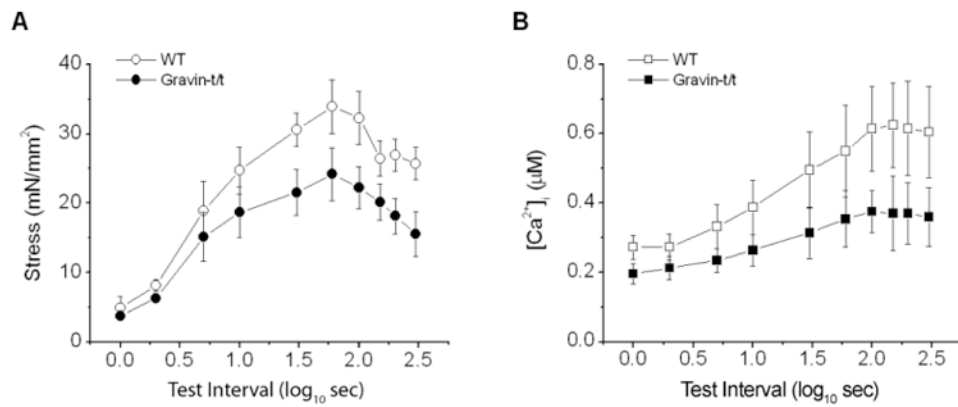 A
WT
Gravin-t/t
Stress (mN/mm²)
40
30
20
10
0
0.0 0.5 1.0 1.5 2.0 2.5
Test Interval (log₁₀ sec)
B
WT
Gravin-t/t
[Ca²⁺]ᵢ (µM)
0.8
0.6
0.4
0.2
0.0
0.0 0.5 1.0 1.5 2.0 2.5
Test Interval (log₁₀ sec)